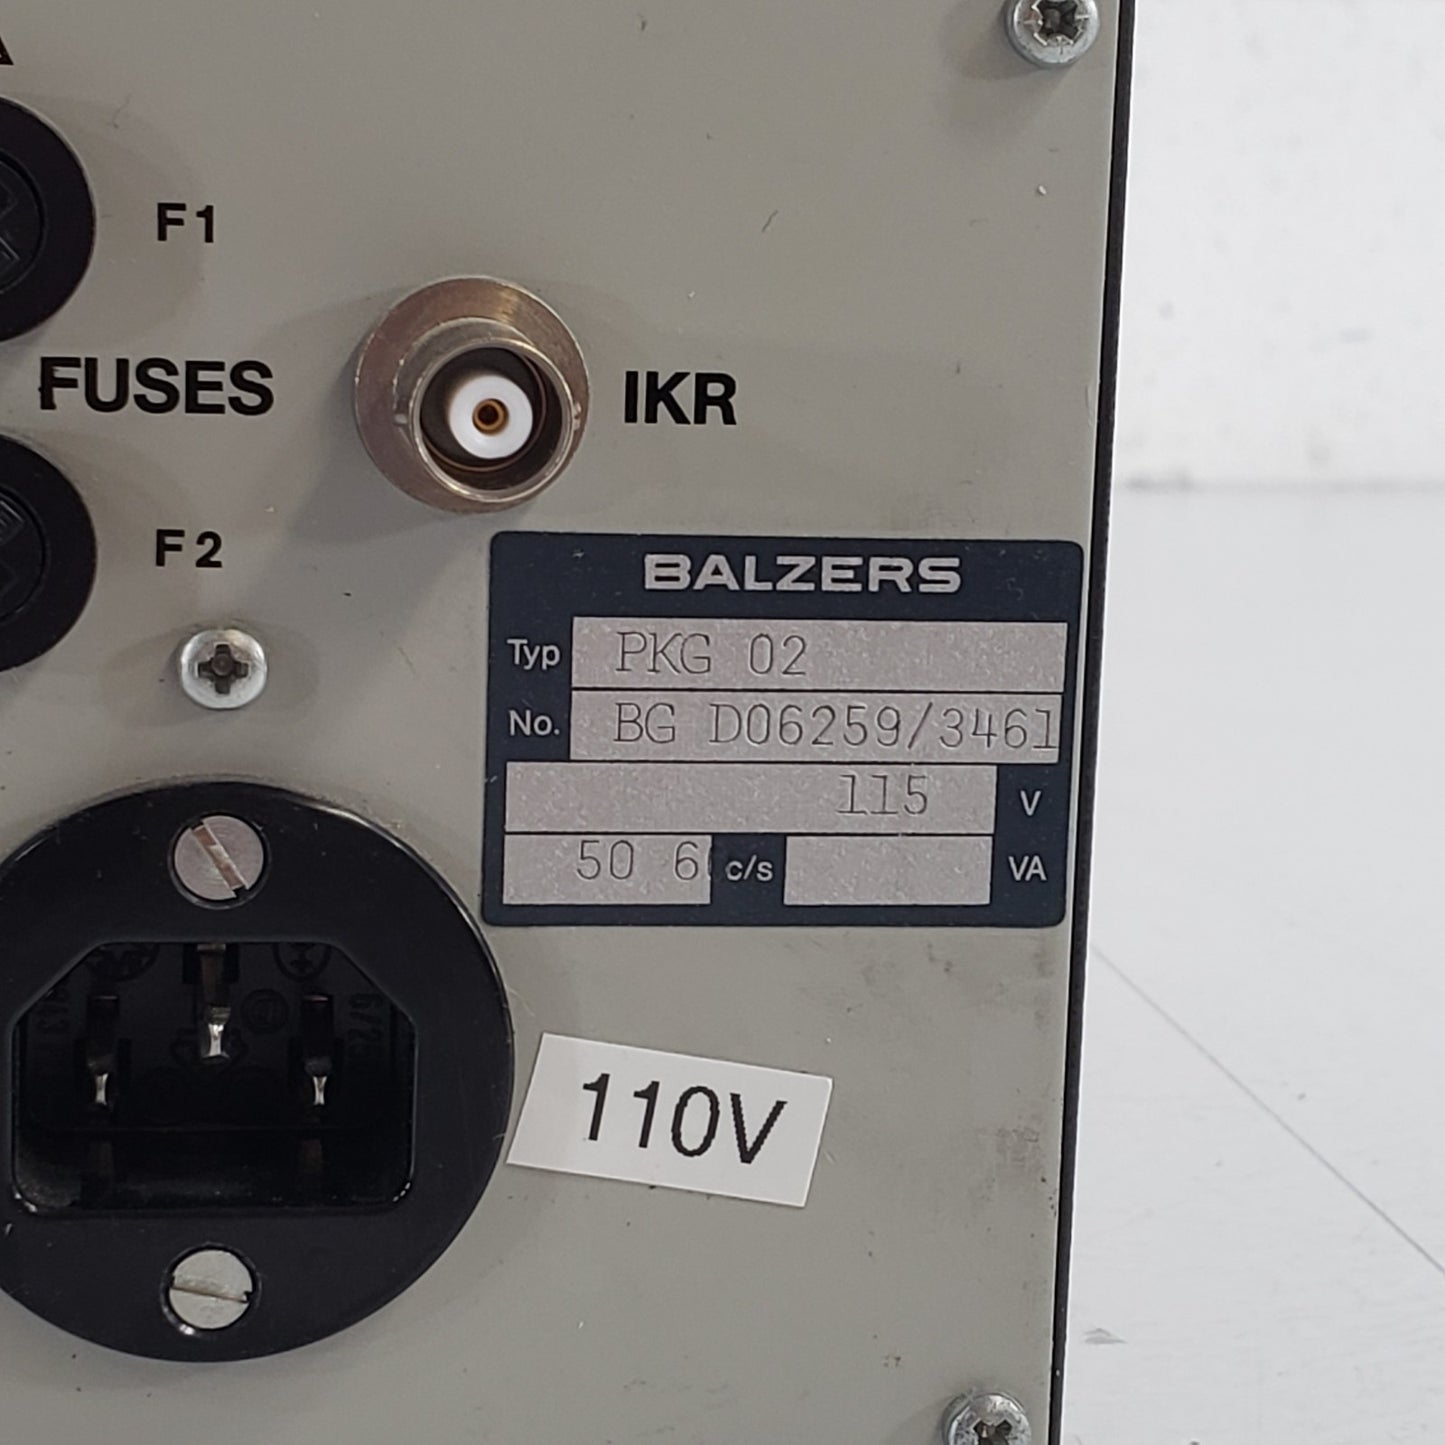 F1
FUSES
IKR
F2
BALZERS
Typ PKG 02
No. BG D06259/3461
115 V
50 6 c/s VA
110V